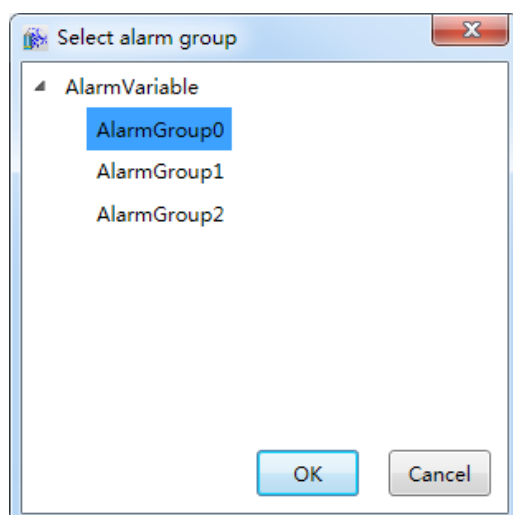 Select alarm group
AlarmVariable
AlarmGroup0
AlarmGroup1
AlarmGroup2
OK
Cancel